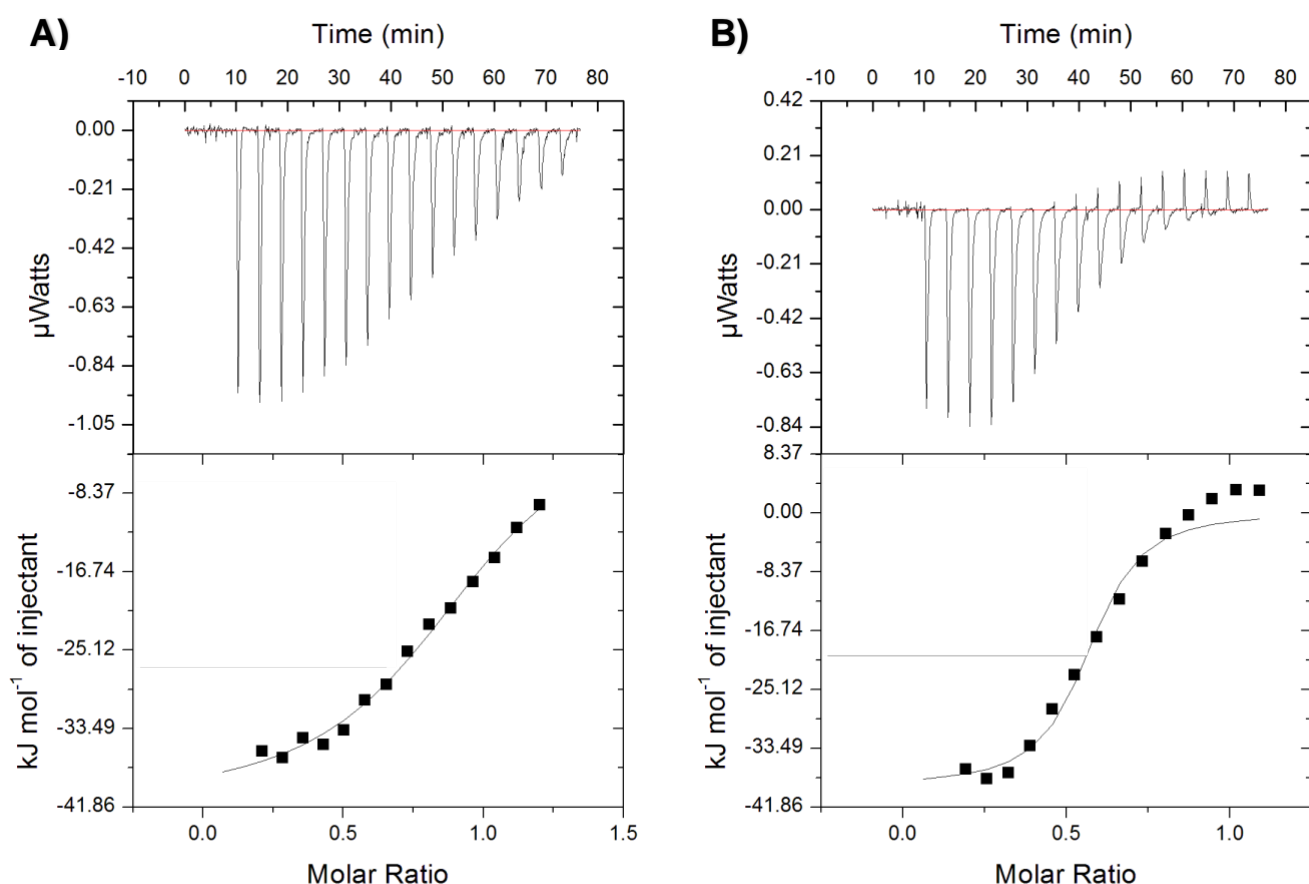 A)
Time (min)
-10 0 10 20 30 40 50 60 70 80
0.00
-0.21
-0.42
-0.63
-0.84
-1.05
µWatts
-8.37
-16.74
-25.12
-33.49
-41.86
kJ mol⁻¹ of injectant
0.0 0.5 1.0 1.5
Molar Ratio
B)
Time (min)
-10 0 10 20 30 40 50 60 70 80
0.42
0.21
0.00
-0.21
-0.42
-0.63
-0.84
µWatts
8.37
0.00
-8.37
-16.74
-25.12
-33.49
-41.86
kJ mol⁻¹ of injectant
0.0 0.5 1.0
Molar Ratio